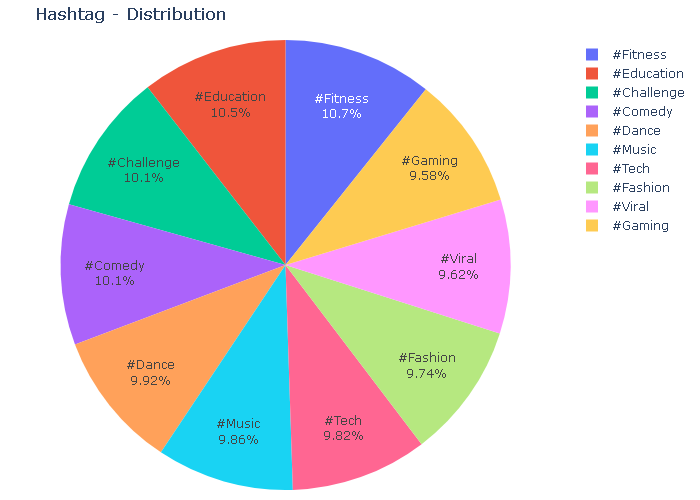 Hashtag - Distribution
#Fitness
10.7%
#Education
10.5%
#Challenge
10.1%
#Comedy
10.1%
#Dance
9.92%
#Music
9.86%
#Tech
9.82%
#Fashion
9.74%
#Viral
9.62%
#Gaming
9.58%
#Fitness
#Education
#Challenge
#Comedy
#Dance
#Music
#Tech
#Fashion
#Viral
#Gaming